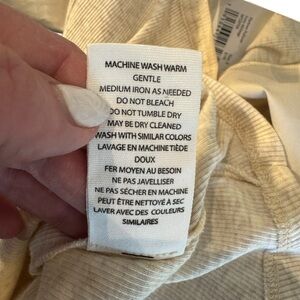 MACHINE WASH WARM
GENTLE
MEDIUM IRON AS NEEDED
DO NOT BLEACH
DO NOT TUMBLE DRY
MAY BE DRY CLEANED
WASH WITH SIMILAR COLORS
LAVAGE EN MACHINE TIÈDE
DOUX
FER MOYEN AU BESOIN
NE PAS JAVELLISER
NE PAS SÉCHER EN MACHINE
PEUT ÊTRE NETTOYÉ A SEC
LAVER AVEC DES COULEURS
SIMILAIRES